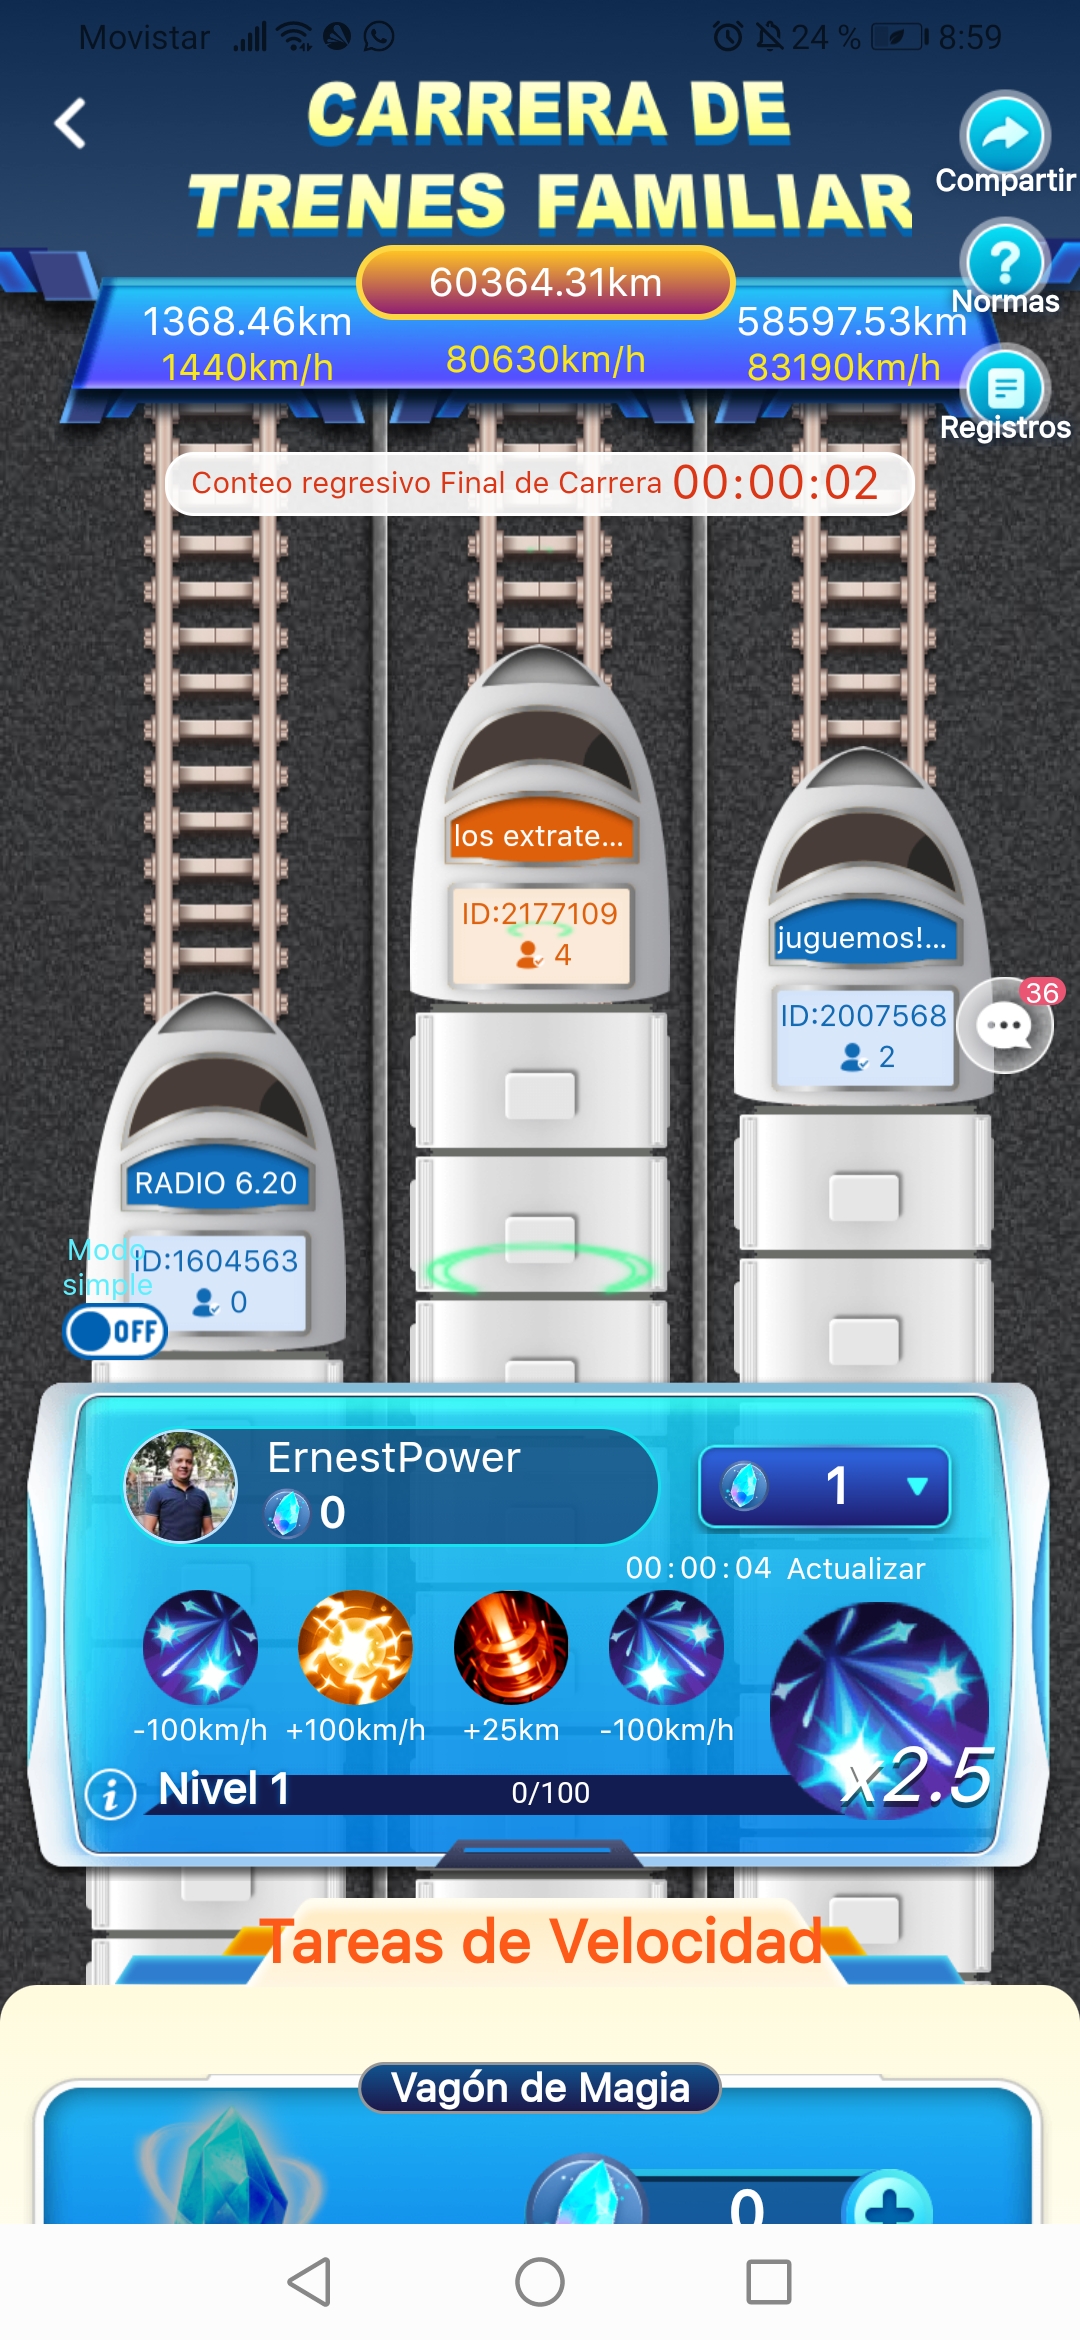 Movistar 24 % 8:59
CARRERA DE
TRENES FAMILIAR
Compartir
60364.31km
1368.46km
58597.53km
Normas
1440km/h
80630km/h
83190km/h
Registros
Conteo regresivo Final de Carrera 00:00:02
los extrate...
ID:2177109
4
juguemos!...
36
ID:2007568
2
RADIO 6.20
Modo
simple
ID:1604563
0
OFF
ErnestPower
0
1
00:00:04 Actualizar
-100km/h +100km/h +25km -100km/h
x2.5
Nivel 1
0/100
Tareas de Velocidad
Vagón de Magia
0